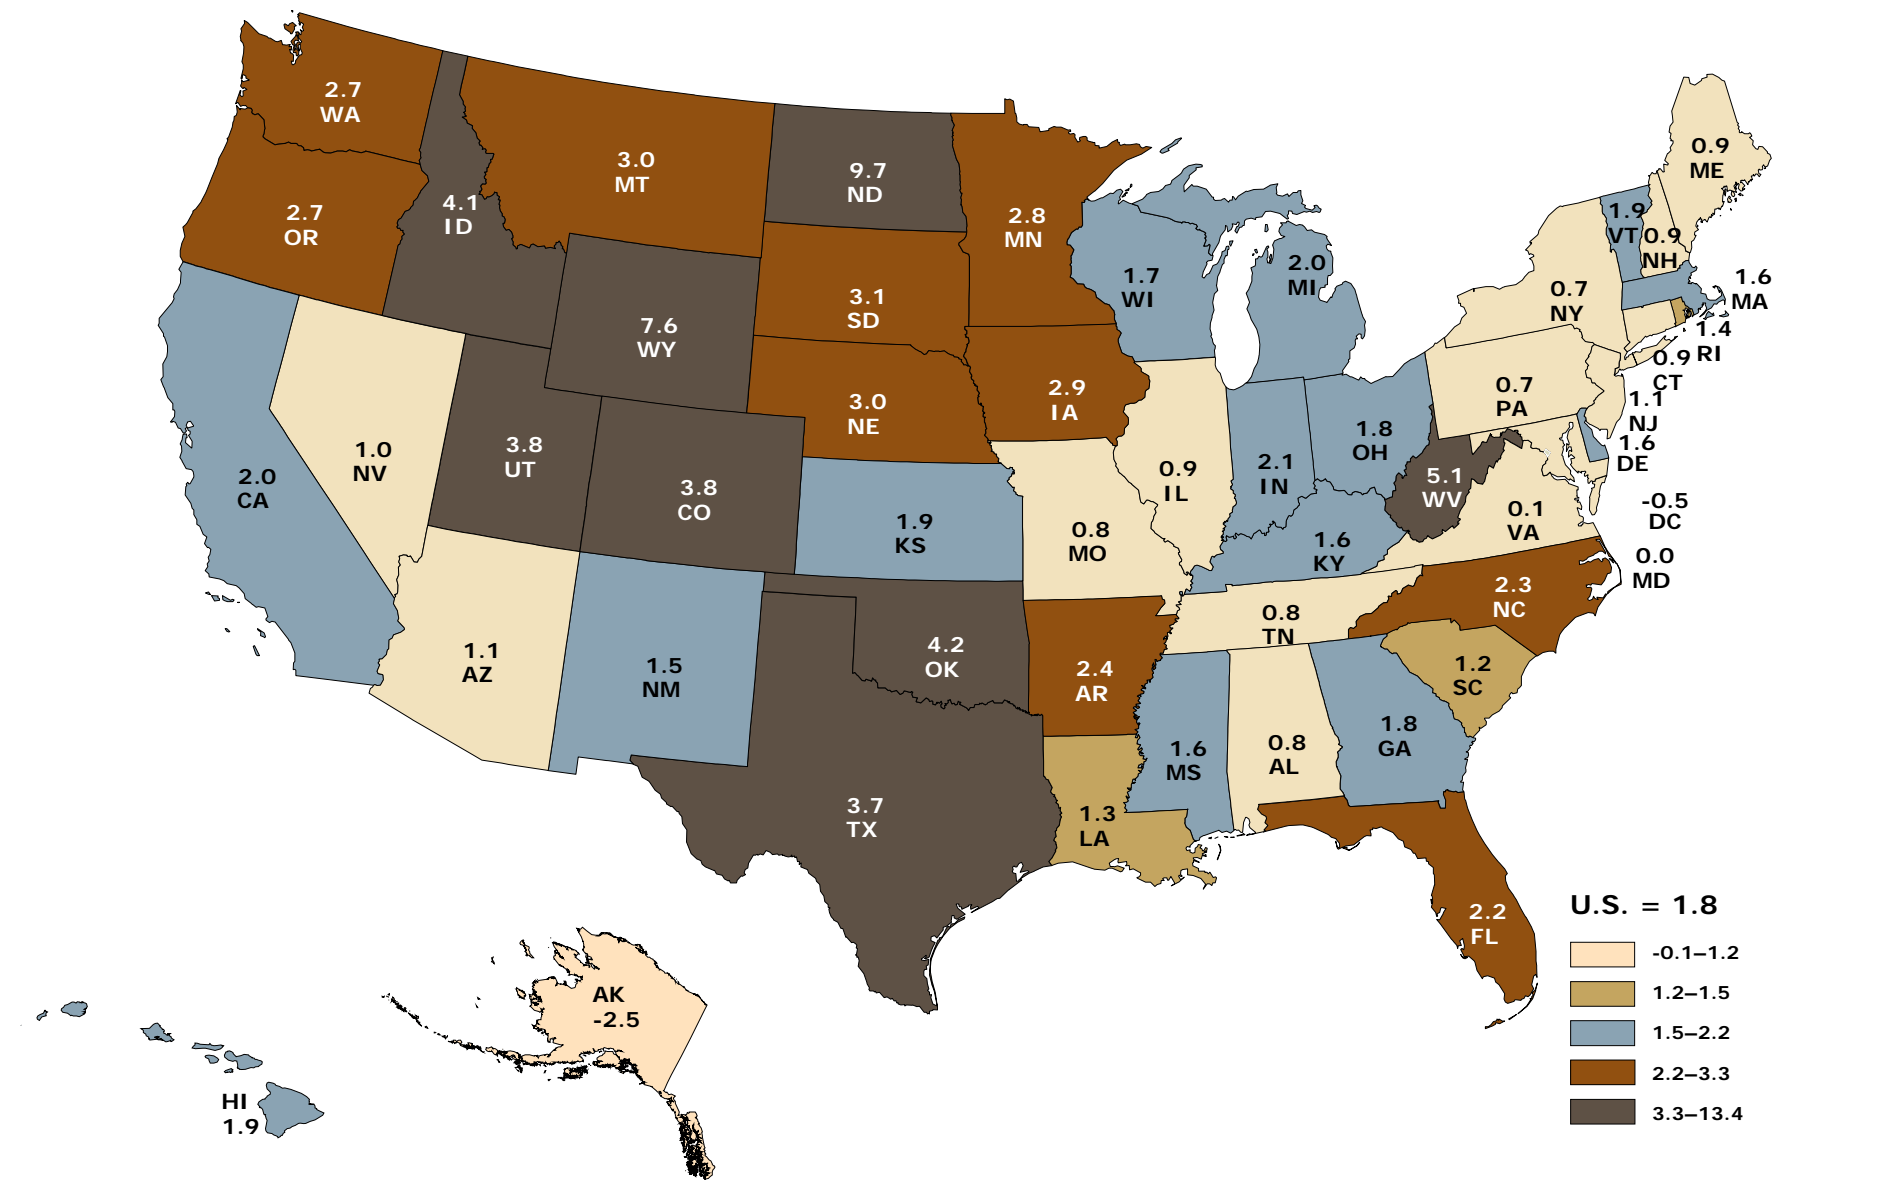 2.7
WA
2.7
OR
4.1
ID
3.0
MT
9.7
ND
2.8
MN
1.7
WI
2.0
MI
0.9
ME
1.9
VT
0.9
NH
0.7
NY
1.6
MA
1.4
RI
0.9
CT
1.1
NJ
1.6
DE
-0.5
DC
0.0
MD
7.6
WY
3.1
SD
3.0
NE
2.9
IA
0.9
IL
2.1
IN
1.8
OH
0.7
PA
5.1
WV
0.1
VA
2.0
CA
1.0
NV
3.8
UT
3.8
CO
1.9
KS
0.8
MO
1.6
KY
0.8
TN
2.3
NC
1.2
SC
1.1
AZ
1.5
NM
4.2
OK
2.4
AR
1.6
MS
0.8
AL
1.8
GA
3.7
TX
1.3
LA
2.2
FL
AK
-2.5
HI
1.9
U.S. = 1.8
-0.1–1.2
1.2–1.5
1.5–2.2
2.2–3.3
3.3–13.4